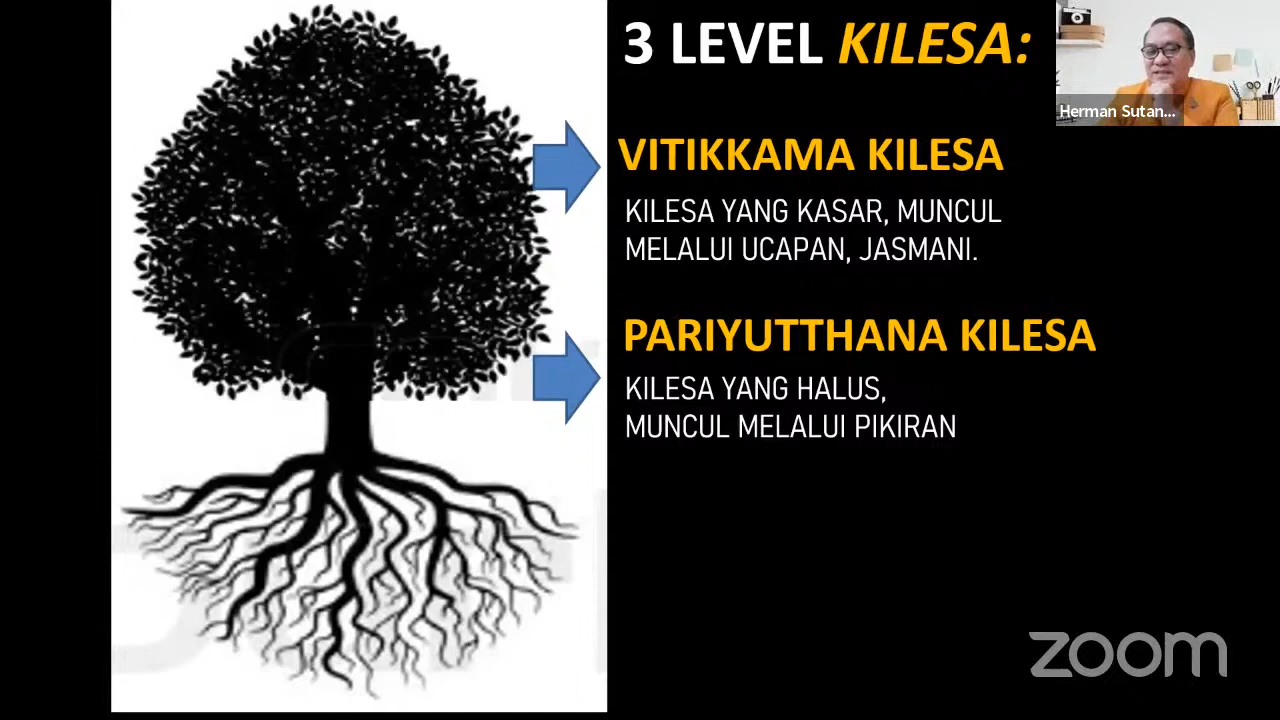 3 LEVEL KILESA:
Herman Sutan...
VITIKKAMA KILESA
KILESA YANG KASAR, MUNCUL
MELALUI UCAPAN, JASMANI.
PARIYUTTHANA KILESA
KILESA YANG HALUS,
MUNCUL MELALUI PIKIRAN
zoom